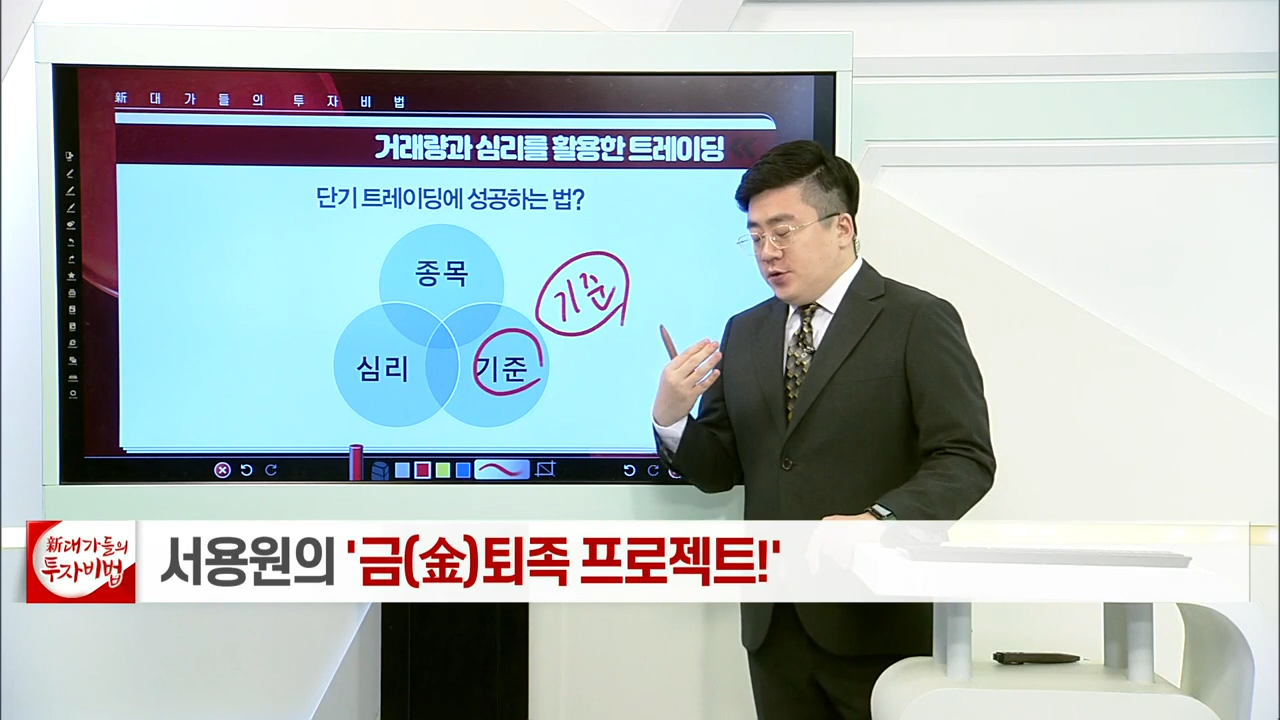 新 대 가 들 의 투 자 비 법
거래량과 심리를 활용한 트레이딩
단기 트레이딩에 성공하는 법?
종목
기준
심리
기준
新대가들의
투자비법
서용원의 '금(金)퇴족 프로젝트!'